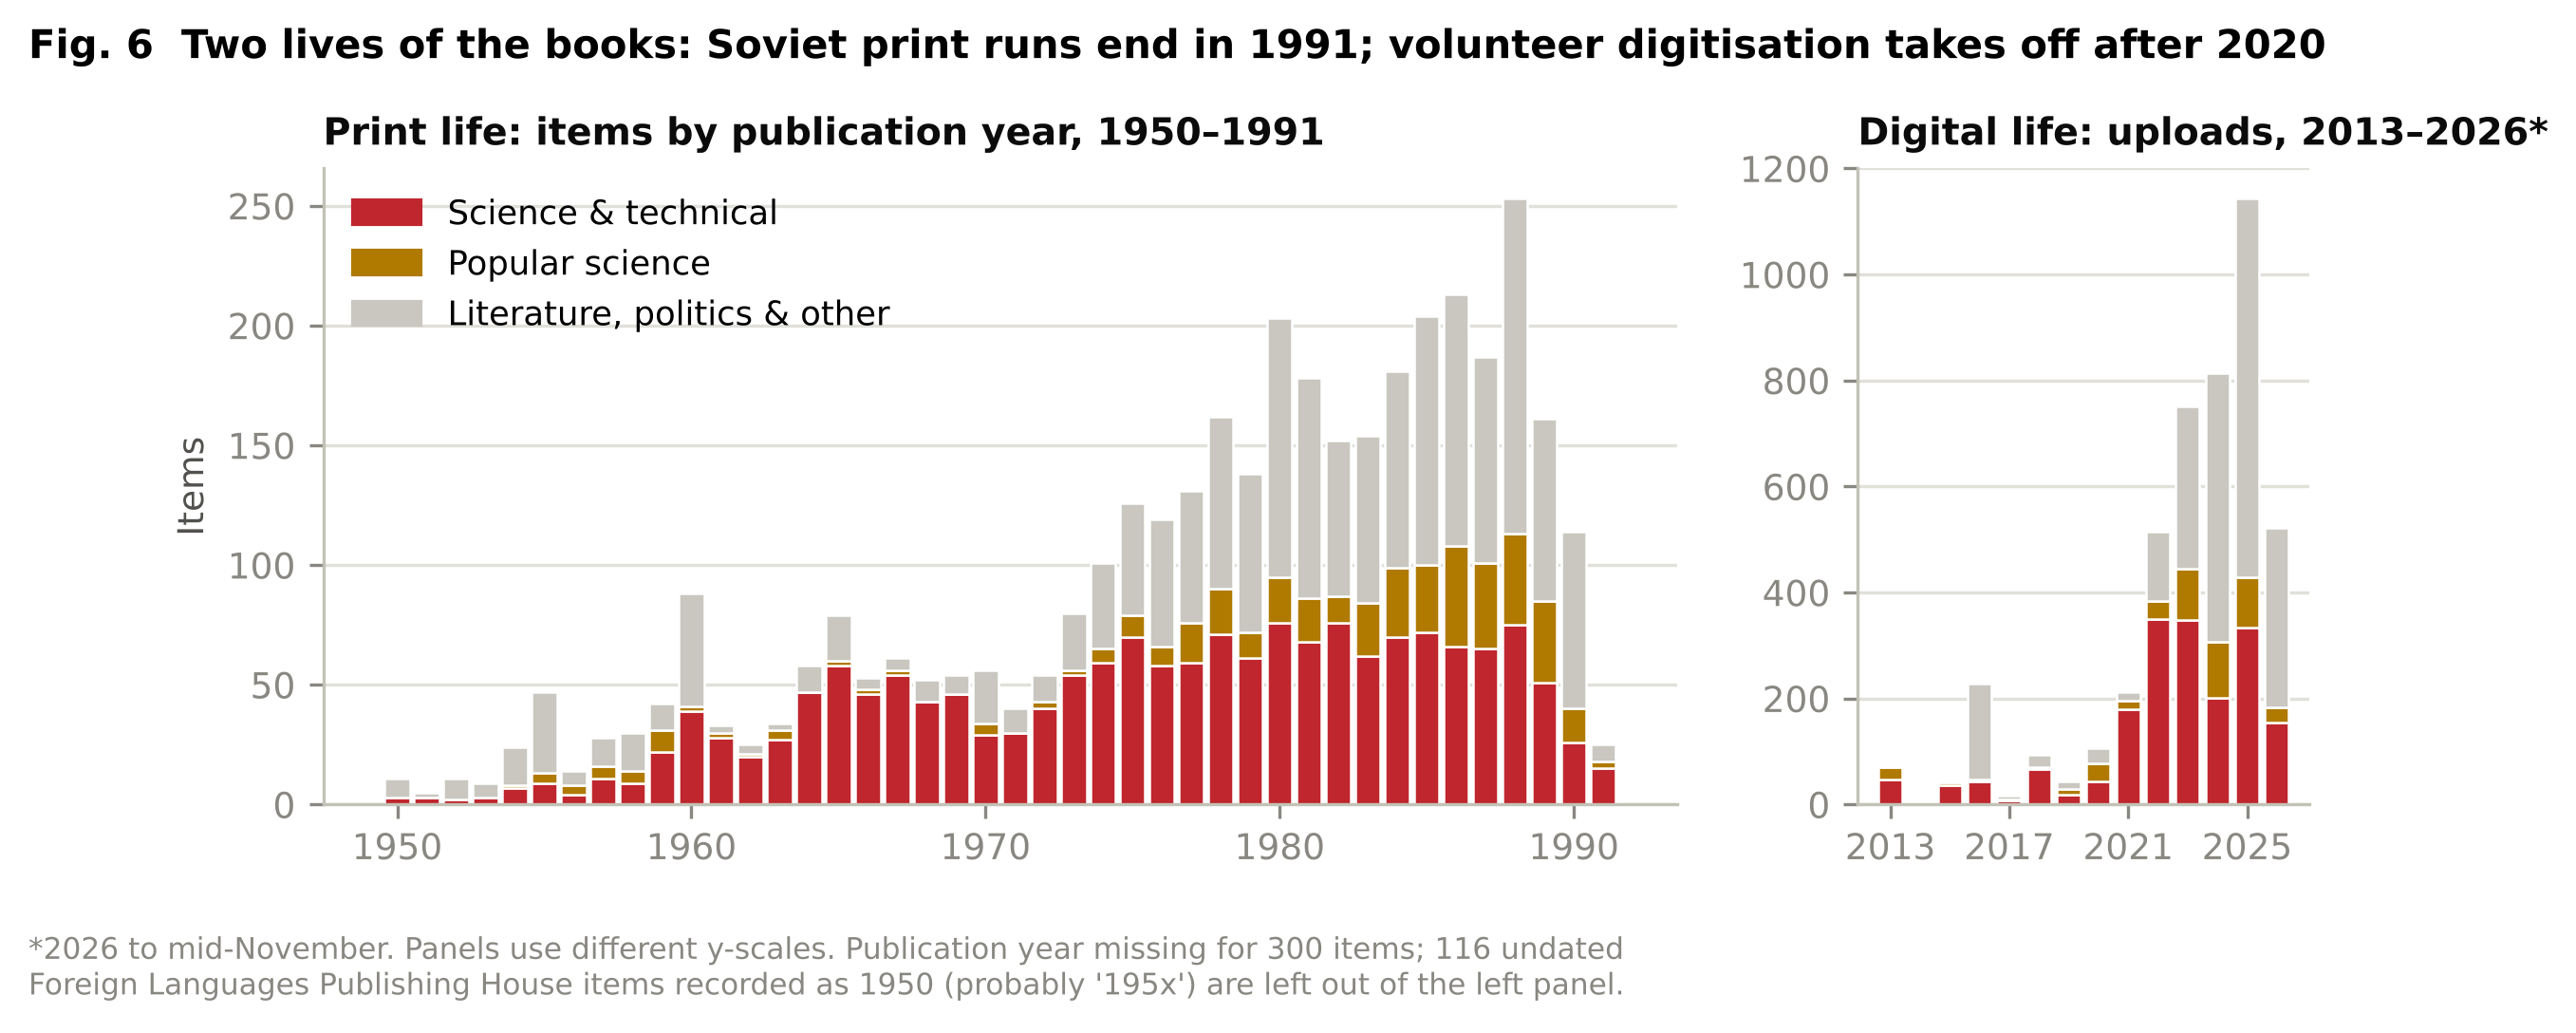 Fig. 6  Two lives of the books: Soviet print runs end in 1991; volunteer digitisation takes off after 2020
Print life: items by publication year, 1950–1991
Science & technical
Popular science
Literature, politics & other
Items
250
200
150
100
50
0
1950 1960 1970 1980 1990
Digital life: uploads, 2013–2026*
1200
1000
800
600
400
200
0
2013 2017 2021 2025
*2026 to mid-November. Panels use different y-scales. Publication year missing for 300 items; 116 undated
Foreign Languages Publishing House items recorded as 1950 (probably '195x') are left out of the left panel.